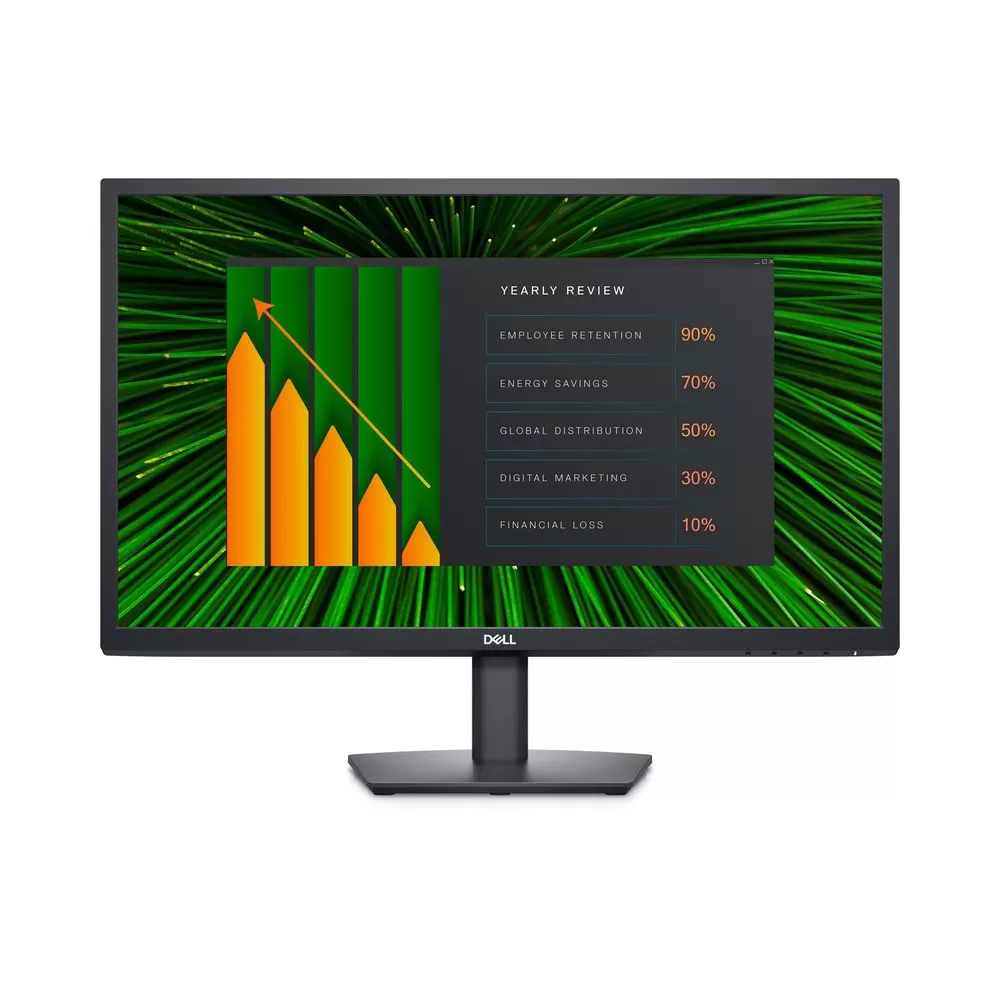 YEARLY REVIEW
EMPLOYEE RETENTION 90%
ENERGY SAVINGS 70%
GLOBAL DISTRIBUTION 50%
DIGITAL MARKETING 30%
FINANCIAL LOSS 10%
DELL